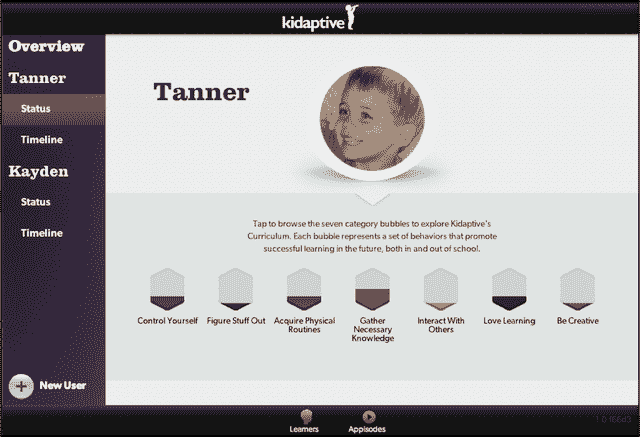 kidaptive
Overview
Tanner
Status
Timeline
Kayden
Status
Timeline
New User
Tanner
Tap to browse the seven category bubbles to explore Kidaptive's
Curriculum. Each bubble represents a set of behaviors that promote
successful learning in the future, both in and out of school.
Control Yourself
Figure Stuff Out
Acquire Physical
Routines
Gather
Necessary
Knowledge
Interact With
Others
Love Learning
Be Creative
Learners
Appisodes